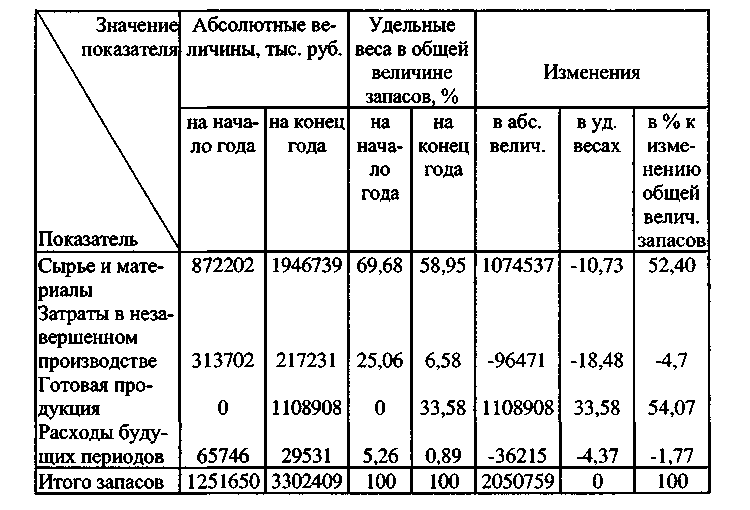 Значение показателя Абсолютные ве- личины, тыс. руб. Удельные веса в общей величине запасов, % Изменения
Показатель на нача- ло года на конец года на нача- ло года на конец года в абс. велич. в уд. весах в % к изме- нению общей велич. запасов
Сырье и мате- 872202 1946739 69,68 58,95 1074537 -10,73 52,40
риалы
Затраты в неза-
вершенном
производстве 313702 217231 25,06 6,58 -96471 -18,48 -4,7
Готовая про-
дукция 0 1108908 0 33,58 1108908 33,58 54,07
Расходы буду-
щих периодов 65746 29531 5,26 0,89 -36215 -4,37 -1,77
Итого запасов 1251650 3302409 100 100 2050759 0 100